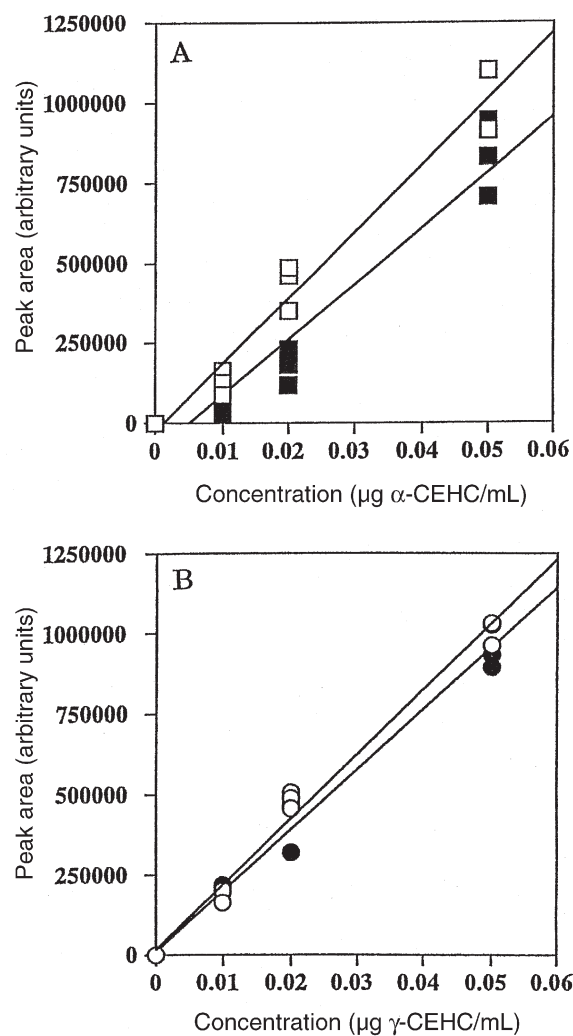 1250000
A
1000000
750000
500000
250000
0
Peak area (arbitrary units)
0 0.01 0.02 0.03 0.04 0.05 0.06
Concentration (µg α-CEHC/mL)
1250000
B
1000000
750000
500000
250000
0
Peak area (arbitrary units)
0 0.01 0.02 0.03 0.04 0.05 0.06
Concentration (µg γ-CEHC/mL)